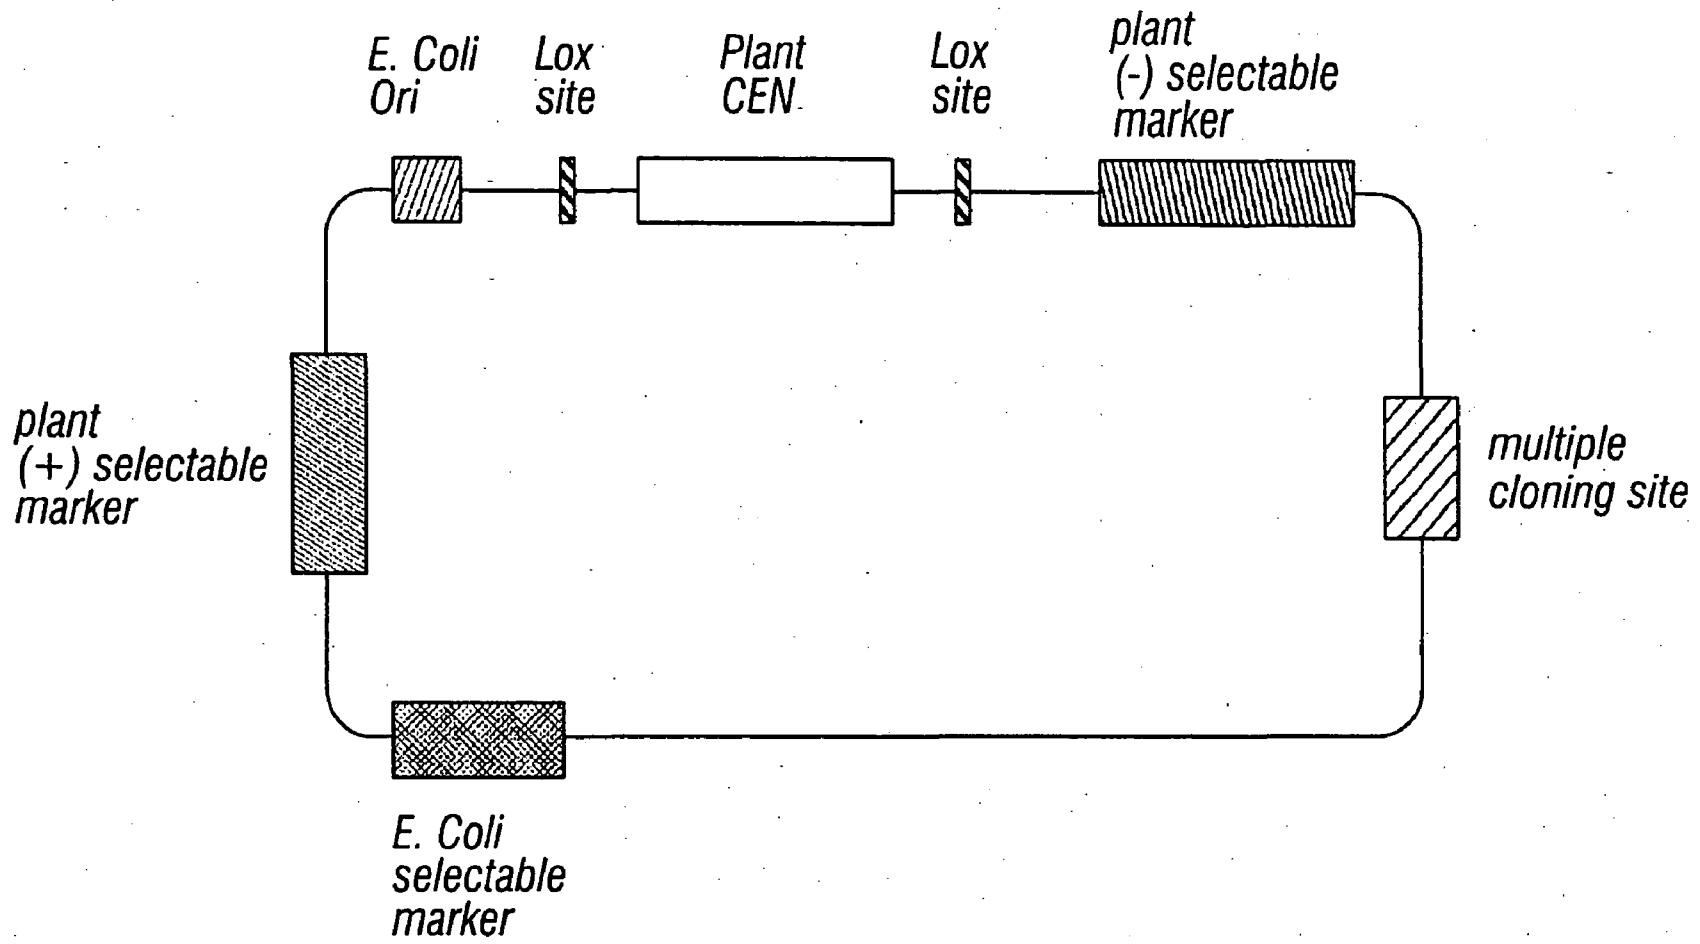 E. Coli
Ori
Lox
site
Plant
CEN
Lox
site
plant
(-) selectable
marker
plant
(+) selectable
marker
multiple
cloning site
E. Coli
selectable
marker